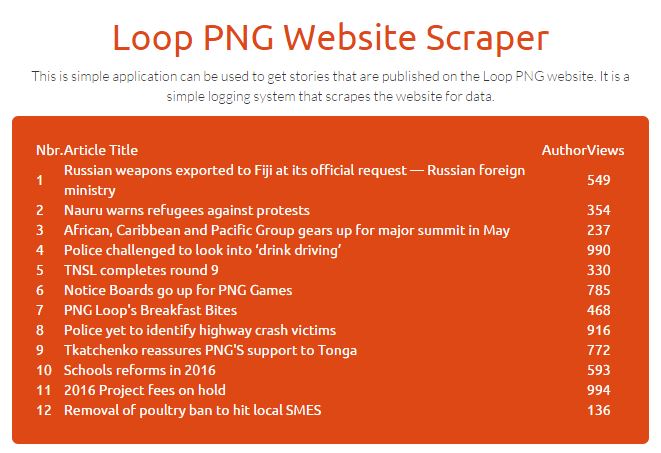 Loop PNG Website Scraper
This is simple application can be used to get stories that are published on the Loop PNG website. It is a
simple logging system that scrapes the website for data.
Nbr. Article Title Author Views
1 Russian weapons exported to Fiji at its official request — Russian foreign
ministry 549
2 Nauru warns refugees against protests 354
3 African, Caribbean and Pacific Group gears up for major summit in May 237
4 Police challenged to look into ‘drink driving’ 990
5 TNSL completes round 9 330
6 Notice Boards go up for PNG Games 785
7 PNG Loop's Breakfast Bites 468
8 Police yet to identify highway crash victims 916
9 Tkatchenko reassures PNG'S support to Tonga 772
10 Schools reforms in 2016 593
11 2016 Project fees on hold 994
12 Removal of poultry ban to hit local SMES 136